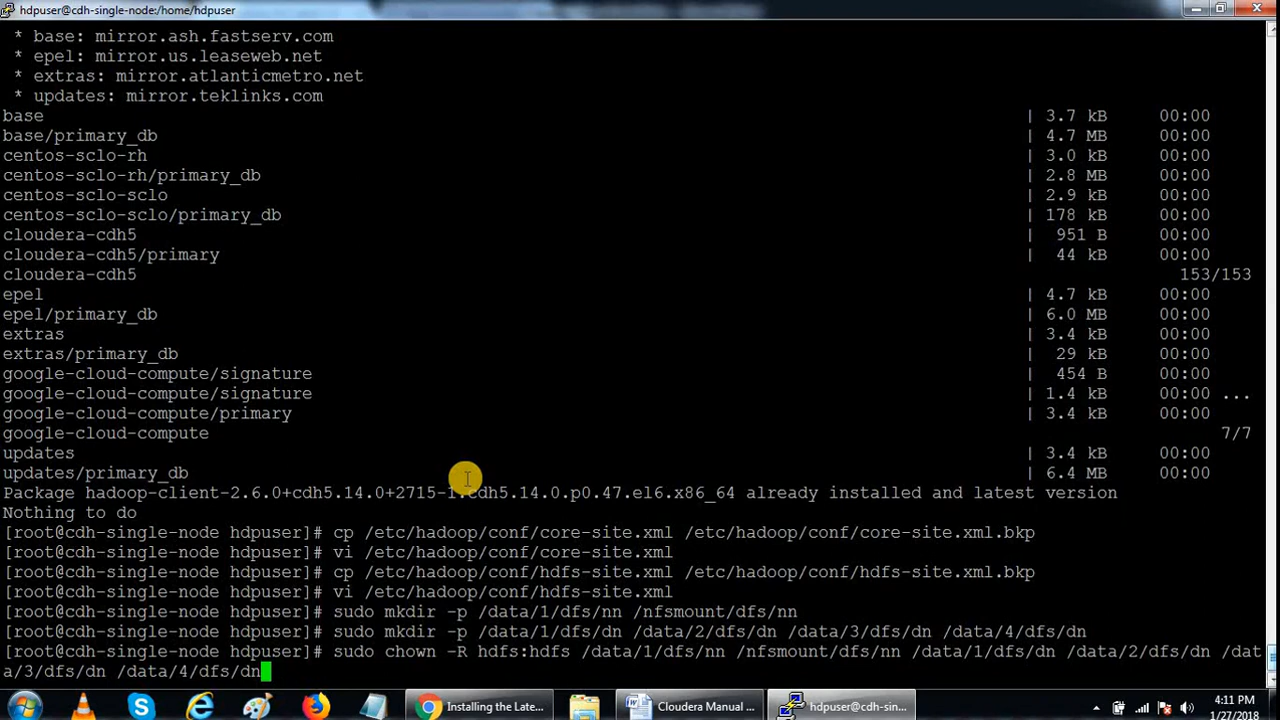 hdpuser@cdh-single-node:/home/hdpuser
* base: mirror.ash.fastserv.com
* epel: mirror.us.leaseweb.net
* extras: mirror.atlanticmetro.net
* updates: mirror.teklinks.com
base | 3.7 kB 00:00
base/primary_db | 4.7 MB 00:00
centos-sclo-rh | 3.0 kB 00:00
centos-sclo-rh/primary_db | 2.8 MB 00:00
centos-sclo-sclo | 2.9 kB 00:00
centos-sclo-sclo/primary_db | 178 kB 00:00
cloudera-cdh5 | 951 B 00:00
cloudera-cdh5/primary | 44 kB 00:00
cloudera-cdh5 153/153
epel | 4.7 kB 00:00
epel/primary_db | 6.0 MB 00:00
extras | 3.4 kB 00:00
extras/primary_db | 29 kB 00:00
google-cloud-compute/signature | 454 B 00:00
google-cloud-compute/signature | 1.4 kB 00:00 ...
google-cloud-compute/primary | 3.4 kB 00:00
google-cloud-compute 7/7
updates | 3.4 kB 00:00
updates/primary_db | 6.4 MB 00:00
Package hadoop-client-2.6.0+cdh5.14.0+2715-1.cdh5.14.0.p0.47.el6.x86_64 already installed and latest version
Nothing to do
[root@cdh-single-node hdpuser]# cp /etc/hadoop/conf/core-site.xml /etc/hadoop/conf/core-site.xml.bkp
[root@cdh-single-node hdpuser]# vi /etc/hadoop/conf/core-site.xml
[root@cdh-single-node hdpuser]# cp /etc/hadoop/conf/hdfs-site.xml /etc/hadoop/conf/hdfs-site.xml.bkp
[root@cdh-single-node hdpuser]# vi /etc/hadoop/conf/hdfs-site.xml
[root@cdh-single-node hdpuser]# sudo mkdir -p /data/1/dfs/nn /nfsmount/dfs/nn
[root@cdh-single-node hdpuser]# sudo mkdir -p /data/1/dfs/dn /data/2/dfs/dn /data/3/dfs/dn /data/4/dfs/dn
[root@cdh-single-node hdpuser]# sudo chown -R hdfs:hdfs /data/1/dfs/nn /nfsmount/dfs/nn /data/1/dfs/dn /data/2/dfs/dn /dat
a/3/dfs/dn /data/4/dfs/dn
Installing the Late... Cloudera Manual ... hdpuser@cdh-sin... 4:11 PM
1/27/2018